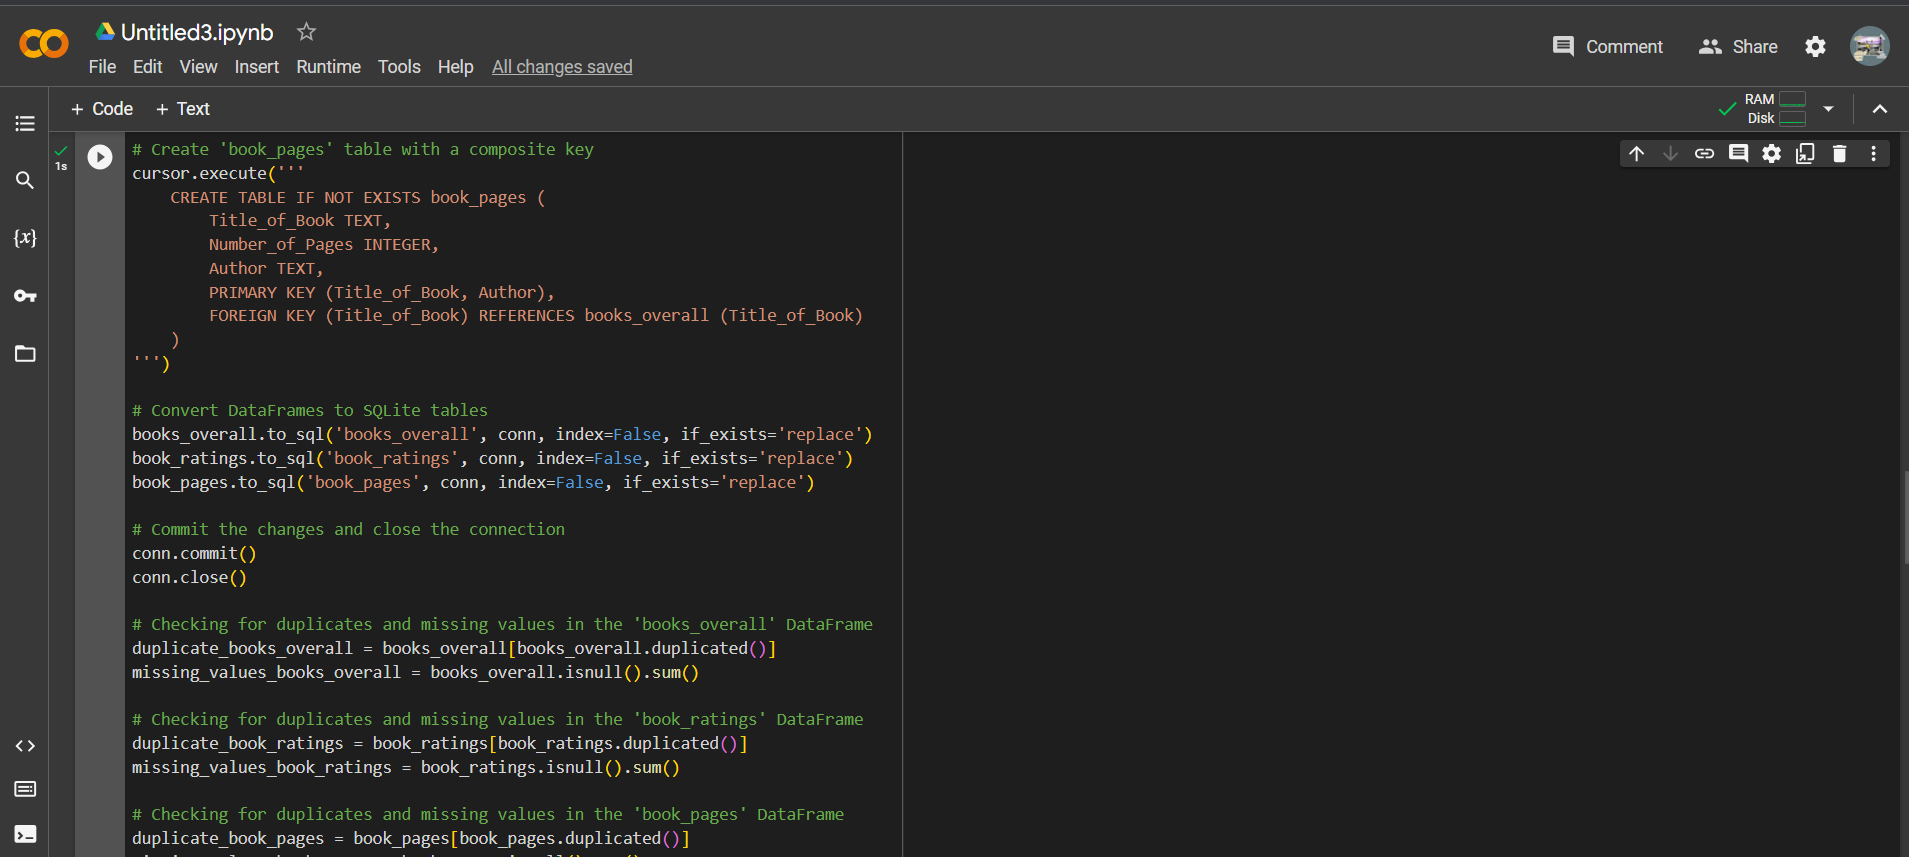 Untitled3.ipynb
File Edit View Insert Runtime Tools Help All changes saved
Comment Share
+ Code + Text
RAM
Disk
1s
# Create 'book_pages' table with a composite key
cursor.execute('''
    CREATE TABLE IF NOT EXISTS book_pages (
        Title_of_Book TEXT,
        Number_of_Pages INTEGER,
        Author TEXT,
        PRIMARY KEY (Title_of_Book, Author),
        FOREIGN KEY (Title_of_Book) REFERENCES books_overall (Title_of_Book)
    )
''')
# Convert DataFrames to SQLite tables
books_overall.to_sql('books_overall', conn, index=False, if_exists='replace')
book_ratings.to_sql('book_ratings', conn, index=False, if_exists='replace')
book_pages.to_sql('book_pages', conn, index=False, if_exists='replace')
# Commit the changes and close the connection
conn.commit()
conn.close()
# Checking for duplicates and missing values in the 'books_overall' DataFrame
duplicate_books_overall = books_overall[books_overall.duplicated()]
missing_values_books_overall = books_overall.isnull().sum()
# Checking for duplicates and missing values in the 'book_ratings' DataFrame
duplicate_book_ratings = book_ratings[book_ratings.duplicated()]
missing_values_book_ratings = book_ratings.isnull().sum()
# Checking for duplicates and missing values in the 'book_pages' DataFrame
duplicate_book_pages = book_pages[book_pages.duplicated()]